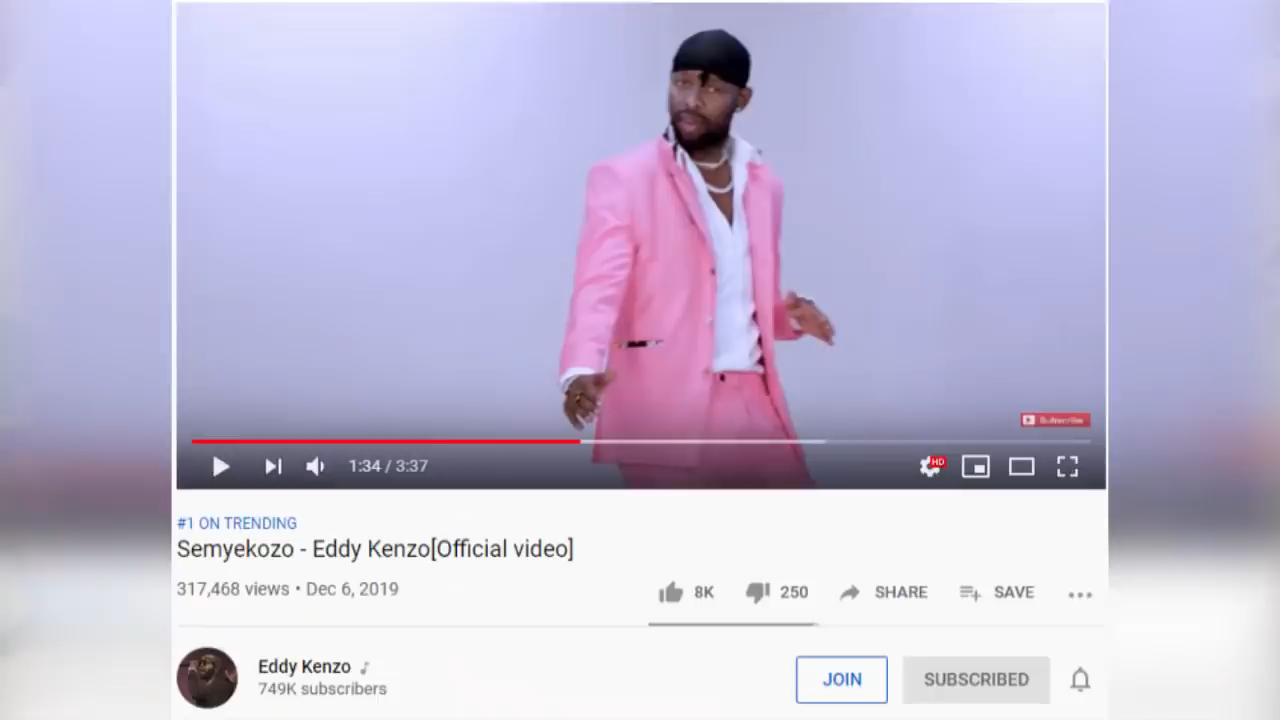 Subscribe
1:34 / 3:37
HD
#1 ON TRENDING
Semyekozo - Eddy Kenzo[Official video]
317,468 views • Dec 6, 2019
8K 250 SHARE SAVE
Eddy Kenzo
749K subscribers
JOIN SUBSCRIBED